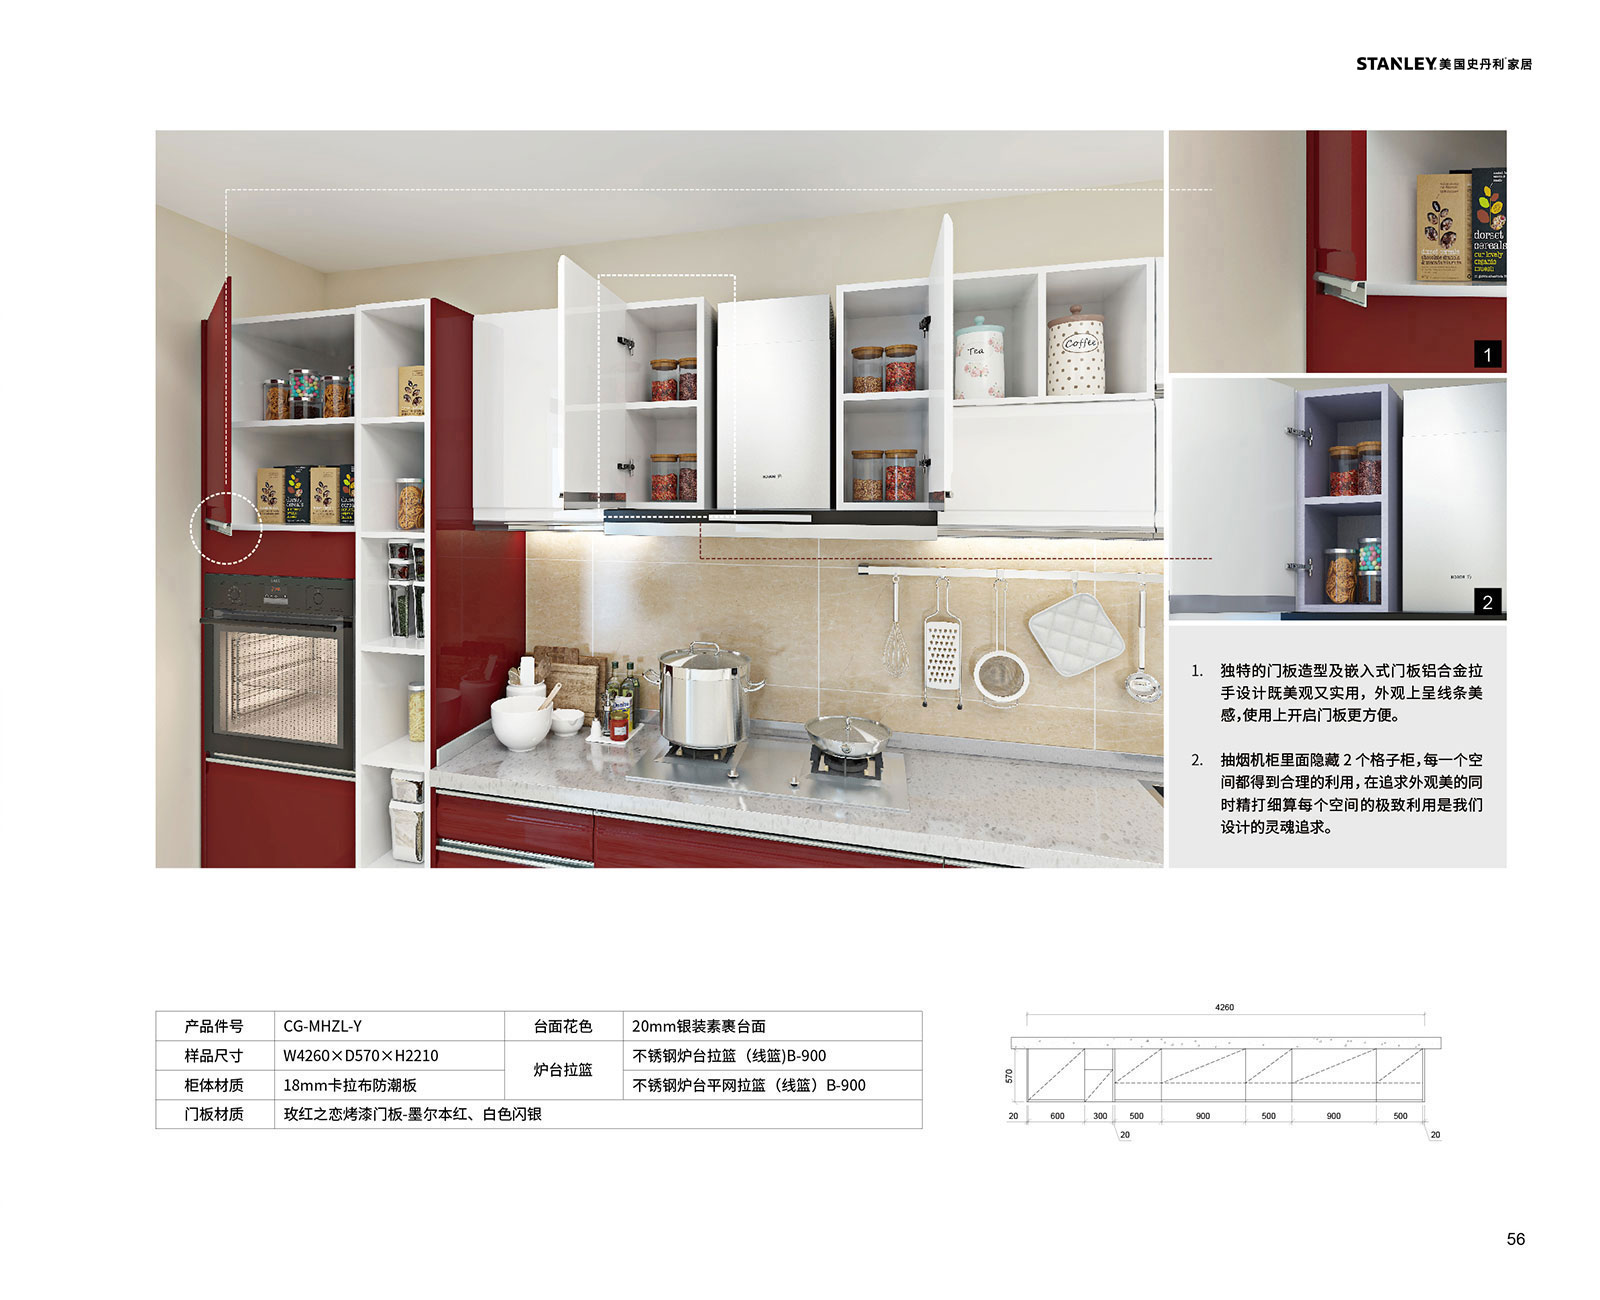 STANLEY 美国史丹利家居
Tea
Coffee
dorset
cereals
our lovely
organic
muesli
1
2
1. 独特的门板造型及嵌入式门板铝合金拉
手设计既美观又实用，外观上呈线条美
感，使用上开启门板更方便。
2. 抽烟机柜里面隐藏 2 个格子柜，每一个空
间都得到合理的利用，在追求外观美的同
时精打细算每个空间的极致利用是我们
设计的灵魂追求。
产品件号 CG-MHZL-Y 台面花色 20mm银装素裹台面
样品尺寸 W4260×D570×H2210 炉台拉篮 不锈钢炉台拉篮（线篮)B-900
柜体材质 18mm卡拉布防潮板 不锈钢炉台平网拉篮（线篮）B-900
门板材质 玫红之恋烤漆门板-墨尔本红、白色闪银
4260
570
20 600 300 500 900 500 900 500
20 20
56